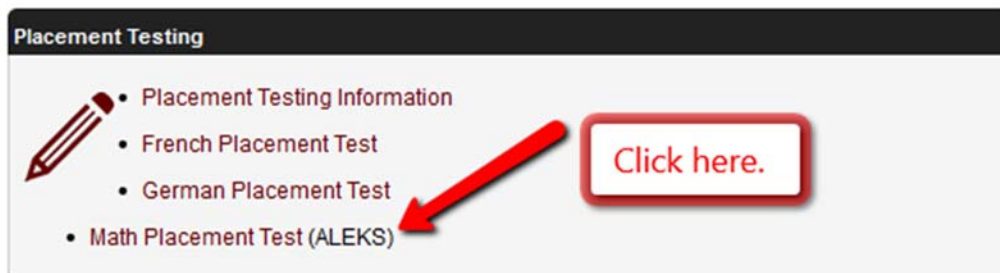 Placement Testing
• Placement Testing Information
• French Placement Test
Click here.
• German Placement Test
• Math Placement Test (ALEKS)